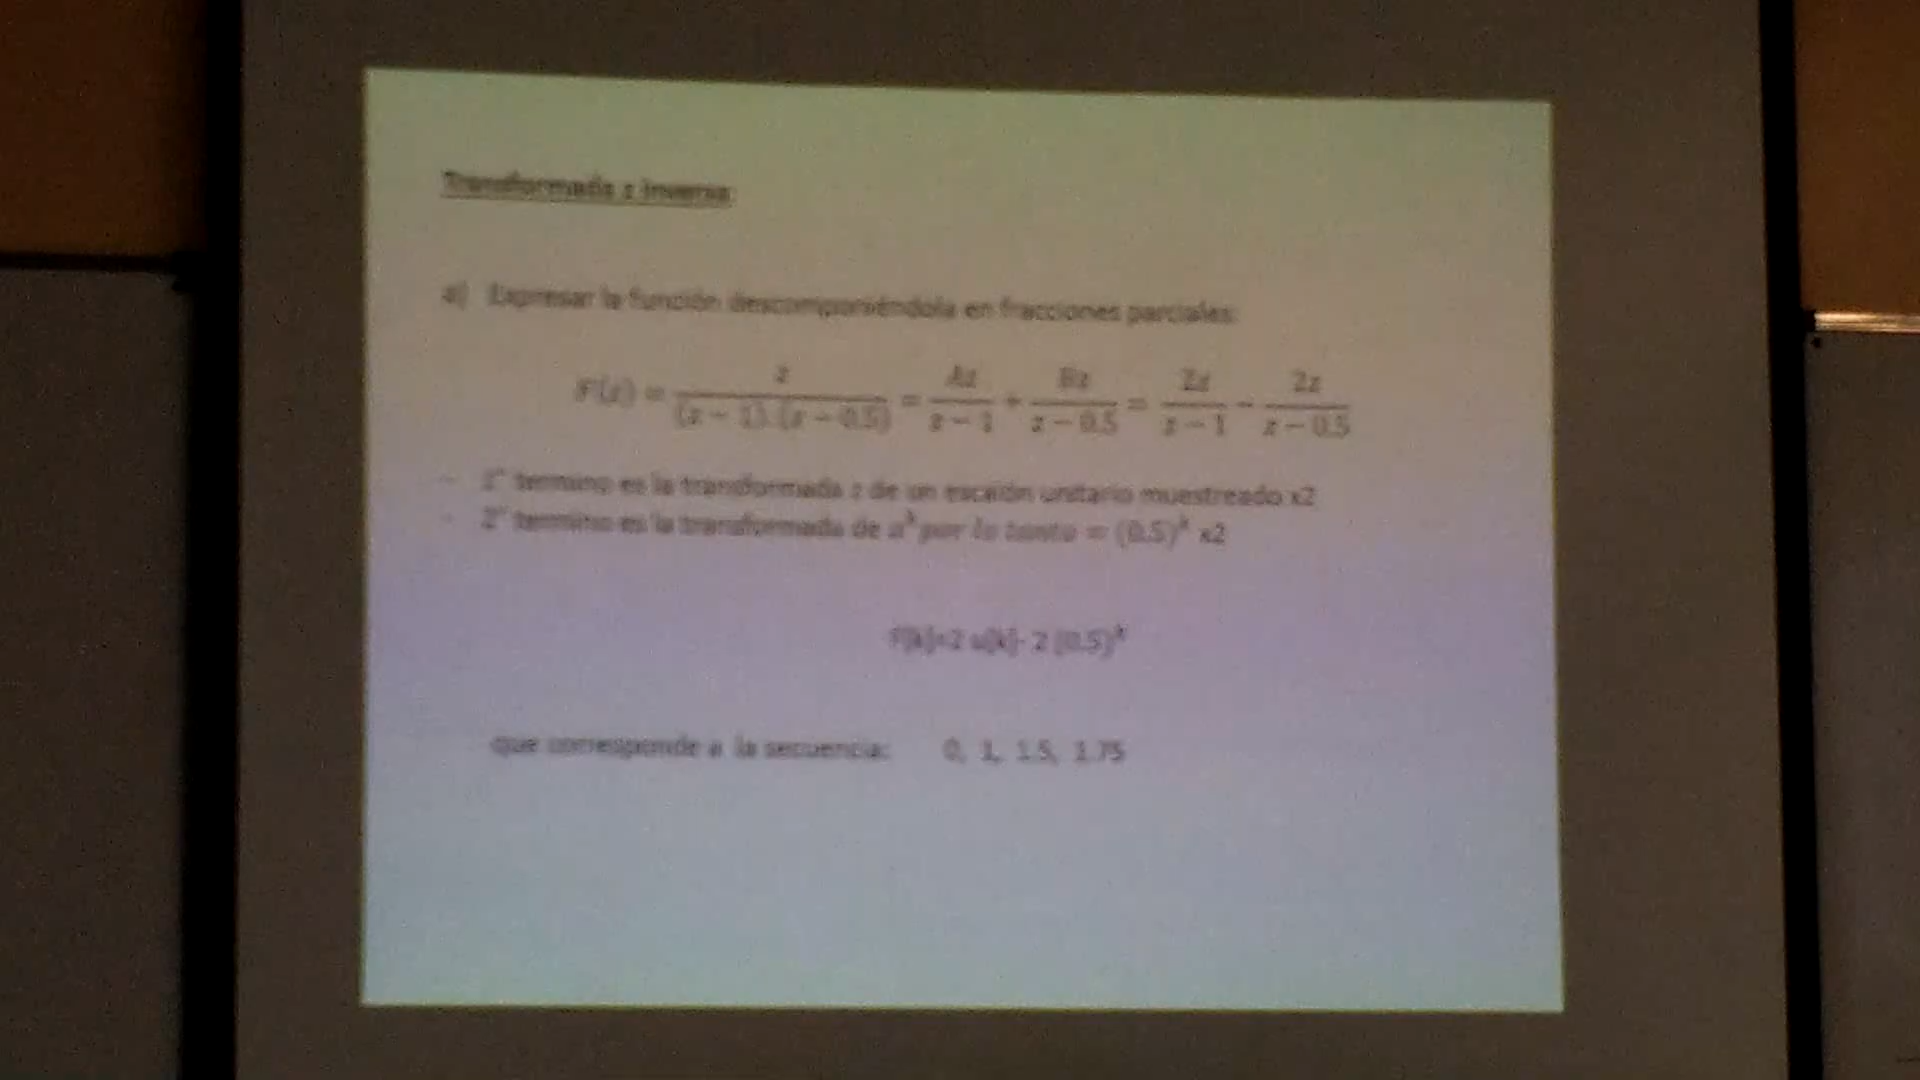 Transformada z inversa:
a) Expresar la función descomponiéndola en fracciones parciales:
F(z) = z / (z − 1).(z − 0.5) = Az / z − 1 + Bz / z − 0.5 = 2z / z − 1 − 2z / z − 0.5
- 1° termino es la transformada z de un escalón unitario muestreado x2
- 2° termino es la transformada de a^k por lo tanto = (0.5)^k x2
F[k]=2 u[k]- 2 (0.5)^k
que corresponde a la secuencia: 0, 1, 1.5, 1.75